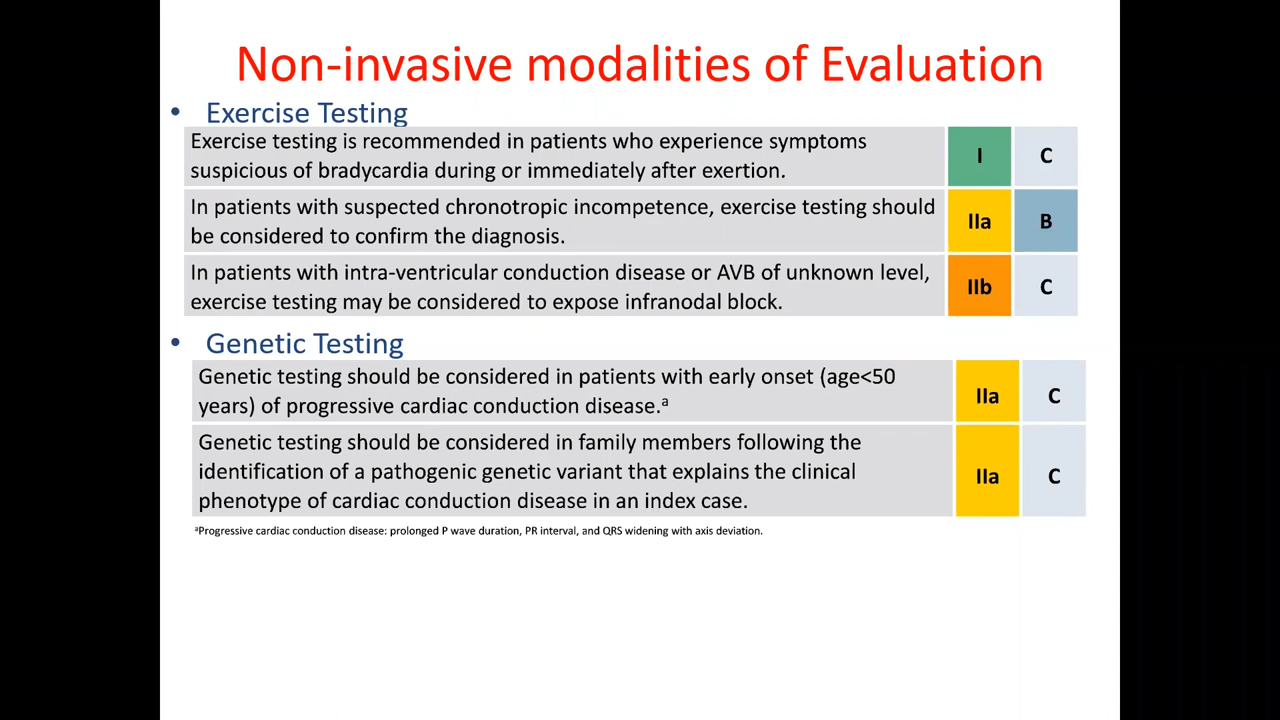 Non-invasive modalities of Evaluation
• Exercise Testing
Exercise testing is recommended in patients who experience symptoms
suspicious of bradycardia during or immediately after exertion.
I
C
In patients with suspected chronotropic incompetence, exercise testing should
be considered to confirm the diagnosis.
IIa
B
In patients with intra-ventricular conduction disease or AVB of unknown level,
exercise testing may be considered to expose infranodal block.
IIb
C
• Genetic Testing
Genetic testing should be considered in patients with early onset (age<50
years) of progressive cardiac conduction disease.ᵃ
IIa
C
Genetic testing should be considered in family members following the
identification of a pathogenic genetic variant that explains the clinical
phenotype of cardiac conduction disease in an index case.
IIa
C
ᵃProgressive cardiac conduction disease: prolonged P wave duration, PR interval, and QRS widening with axis deviation.